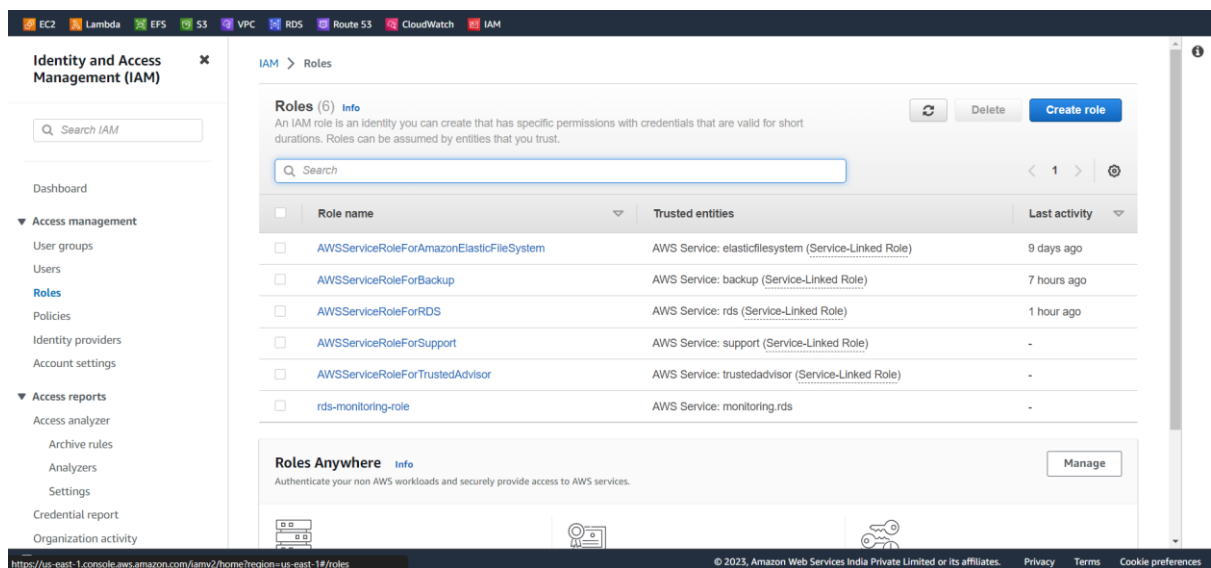 EC2 Lambda EFS S3 VPC RDS Route 53 CloudWatch IAM
Identity and Access
Management (IAM)
Search IAM
Dashboard
Access management
User groups
Users
Roles
Policies
Identity providers
Account settings
Access reports
Access analyzer
Archive rules
Analyzers
Settings
Credential report
Organization activity
IAM > Roles
Roles (6) Info
An IAM role is an identity you can create that has specific permissions with credentials that are valid for short
durations. Roles can be assumed by entities that you trust.
Delete
Create role
Search
1
Role name Trusted entities Last activity
AWSServiceRoleForAmazonElasticFileSystem AWS Service: elasticfilesystem (Service-Linked Role) 9 days ago
AWSServiceRoleForBackup AWS Service: backup (Service-Linked Role) 7 hours ago
AWSServiceRoleForRDS AWS Service: rds (Service-Linked Role) 1 hour ago
AWSServiceRoleForSupport AWS Service: support (Service-Linked Role) -
AWSServiceRoleForTrustedAdvisor AWS Service: trustedadvisor (Service-Linked Role) -
rds-monitoring-role AWS Service: monitoring.rds -
Roles Anywhere Info
Authenticate your non AWS workloads and securely provide access to AWS services.
Manage
https://us-east-1.console.aws.amazon.com/iamv2/home?region=us-east-1#/roles
© 2023, Amazon Web Services India Private Limited or its affiliates. Privacy Terms Cookie preferences